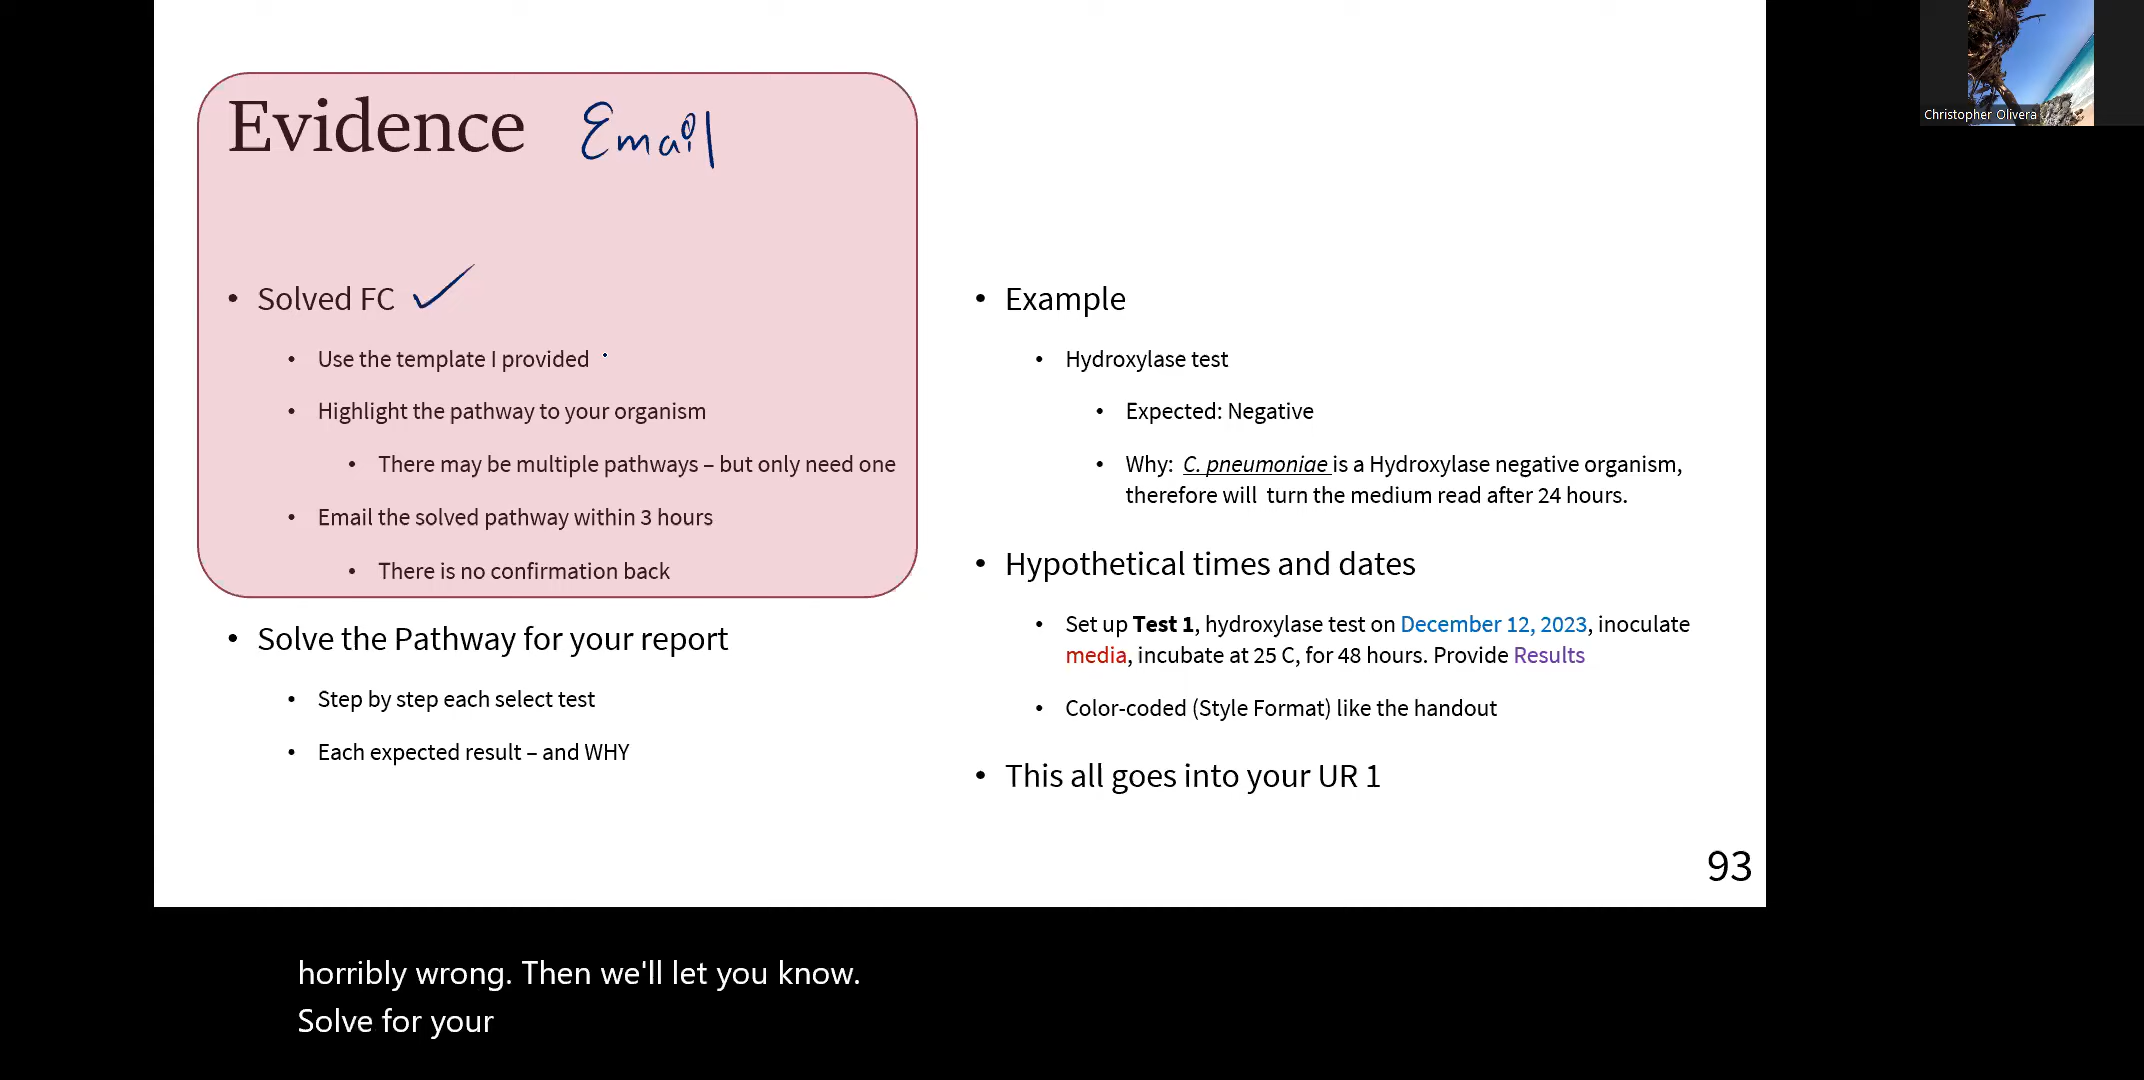 Evidence Email
• Solved FC ✓
• Use the template I provided
• Highlight the pathway to your organism
• There may be multiple pathways – but only need one
• Email the solved pathway within 3 hours
• There is no confirmation back
• Solve the Pathway for your report
• Step by step each select test
• Each expected result – and WHY
• Example
• Hydroxylase test
• Expected: Negative
• Why: C. pneumoniae is a Hydroxylase negative organism,
therefore will turn the medium read after 24 hours.
• Hypothetical times and dates
• Set up Test 1, hydroxylase test on December 12, 2023, inoculate
media, incubate at 25 C, for 48 hours. Provide Results
• Color-coded (Style Format) like the handout
• This all goes into your UR 1
93
Christopher Olivera
horribly wrong. Then we'll let you know.
Solve for your